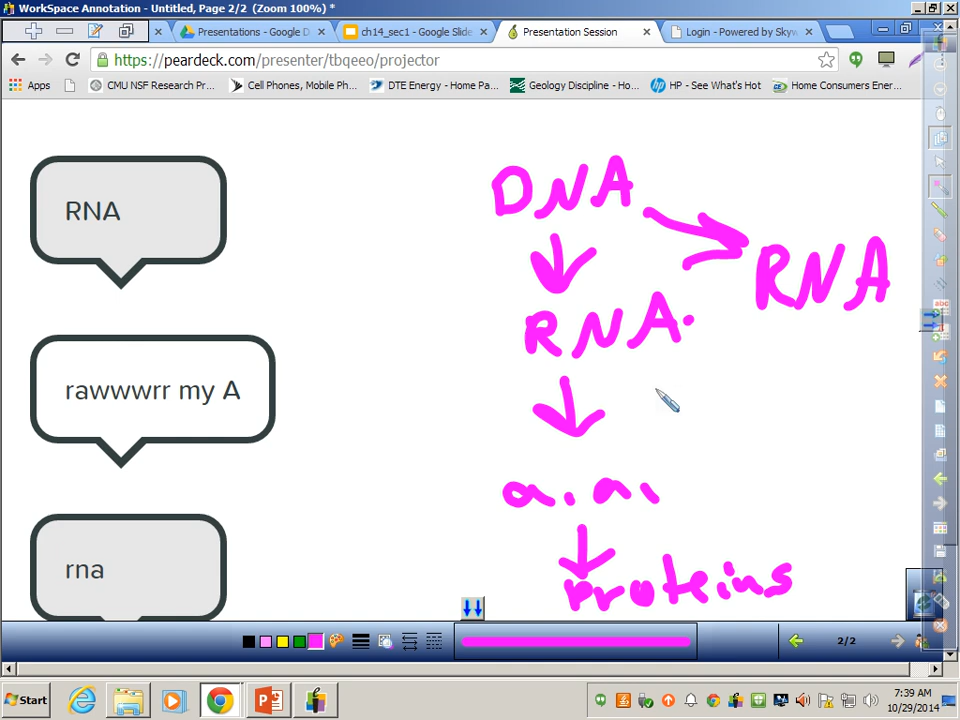 WorkSpace Annotation - Untitled, Page 2/2 (Zoom 100%) *
Presentations - Google D
ch14_sec1 - Google Slide
Presentation Session
Login - Powered by Skyw
https://peardeck.com/presenter/tbqeeo/projector
Apps
CMU NSF Research Pr...
Cell Phones, Mobile Ph...
DTE Energy - Home Pa...
Geology Discipline - Ho...
HP - See What's Hot
Home Consumers Ener...
RNA
rawwwrr my A
rna
DNA
RNA
RNA.
a.a.
proteins
abc
2/2
Start
7:39 AM
10/29/2014